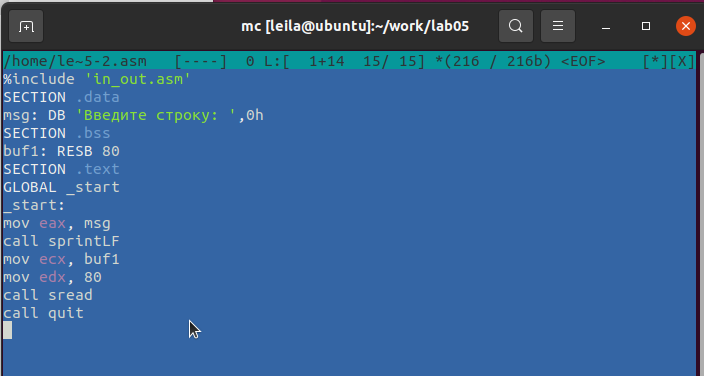 mc [leila@ubuntu]:~/work/lab05
/home/le~5-2.asm   [----]  0 L:[  1+14  15/ 15] *(216 / 216b) <EOF>    [*][X]
%include 'in_out.asm'
SECTION .data
msg: DB 'Введите строку: ',0h
SECTION .bss
buf1: RESB 80
SECTION .text
GLOBAL _start
_start:
mov eax, msg
call sprintLF
mov ecx, buf1
mov edx, 80
call sread
call quit